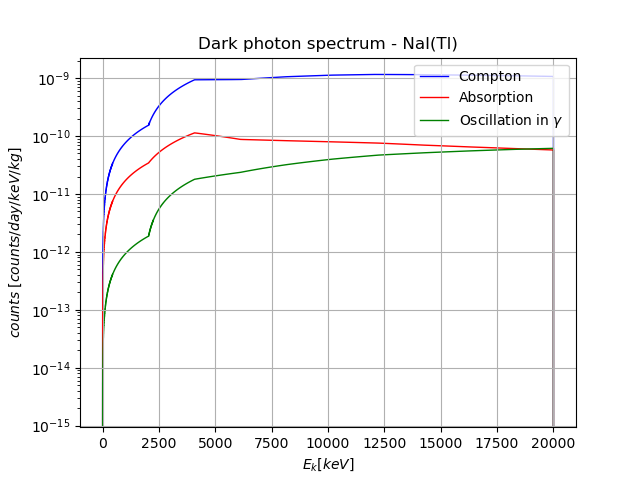 Dark photon spectrum - NaI(Tl)
counts [counts/day/keV/kg]
10⁻⁹
10⁻¹⁰
10⁻¹¹
10⁻¹²
10⁻¹³
10⁻¹⁴
10⁻¹⁵
Compton
Absorption
Oscillation in γ
0 2500 5000 7500 10000 12500 15000 17500 20000
Eₖ[keV]